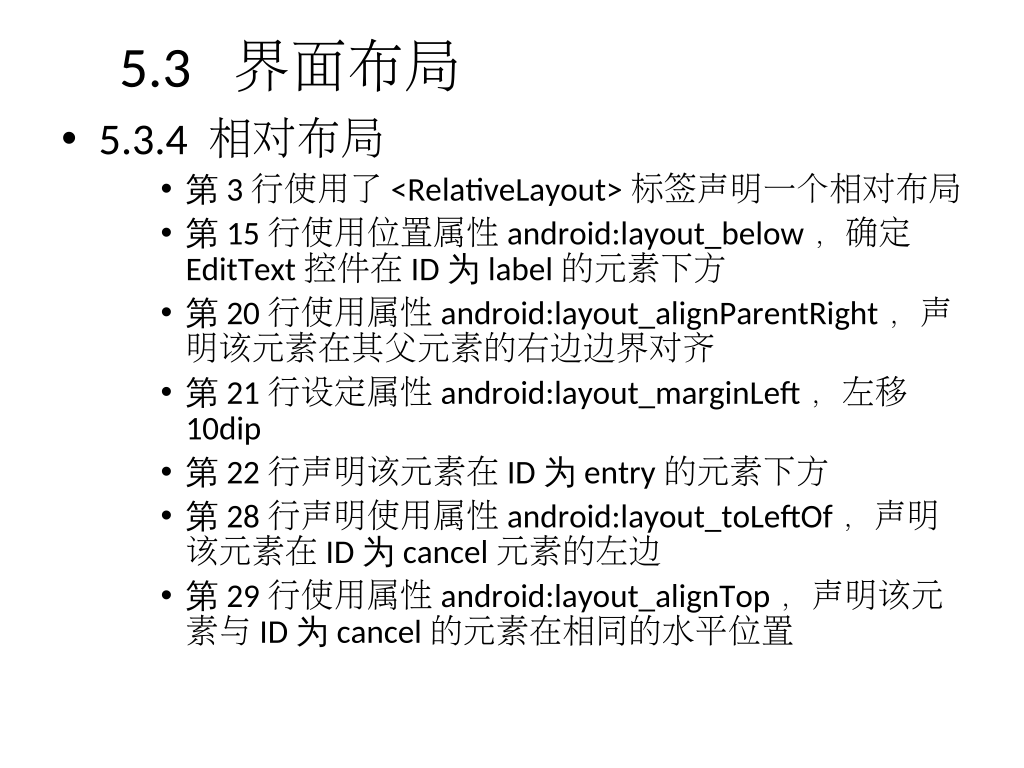 5.3 界面布局
• 5.3.4 相对布局
• 第 3 行使用了 <RelativeLayout> 标签声明一个相对布局
• 第 15 行使用位置属性 android:layout_below ，确定
EditText 控件在 ID 为 label 的元素下方
• 第 20 行使用属性 android:layout_alignParentRight ，声
明该元素在其父元素的右边边界对齐
• 第 21 行设定属性 android:layout_marginLeft ，左移
10dip
• 第 22 行声明该元素在 ID 为 entry 的元素下方
• 第 28 行声明使用属性 android:layout_toLeftOf ，声明
该元素在 ID 为 cancel 元素的左边
• 第 29 行使用属性 android:layout_alignTop ，声明该元
素与 ID 为 cancel 的元素在相同的水平位置